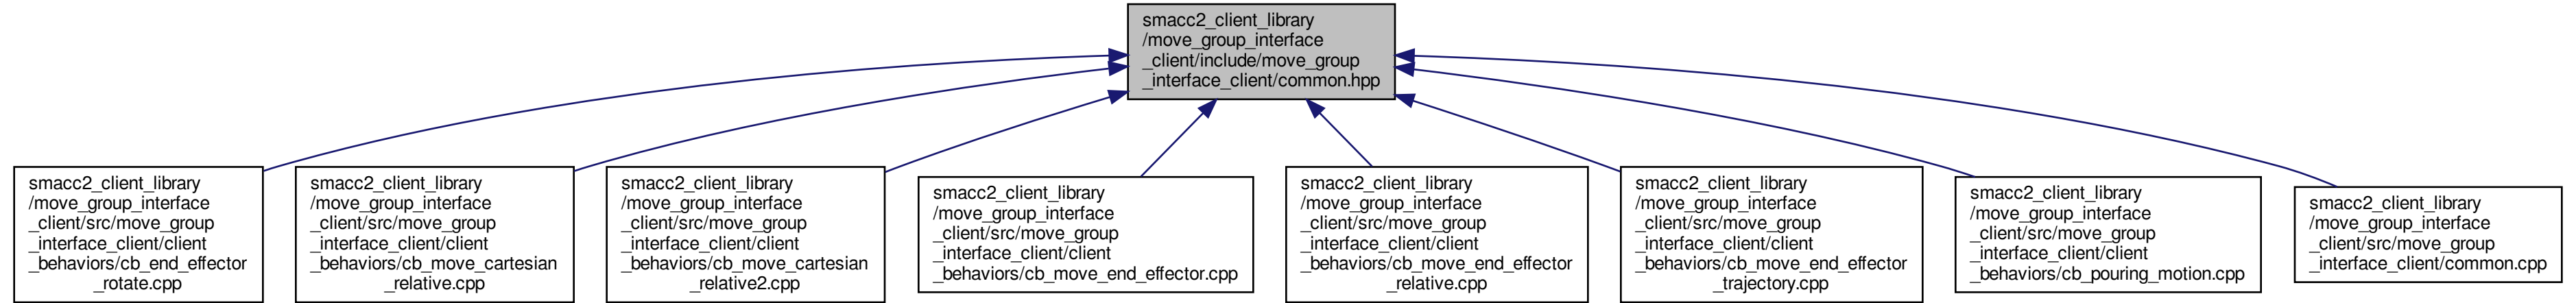 smacc2_client_library
/move_group_interface
_client/include/move_group
_interface_client/common.hpp
smacc2_client_library
/move_group_interface
_client/src/move_group
_interface_client/client
_behaviors/cb_end_effector
_rotate.cpp
smacc2_client_library
/move_group_interface
_client/src/move_group
_interface_client/client
_behaviors/cb_move_cartesian
_relative.cpp
smacc2_client_library
/move_group_interface
_client/src/move_group
_interface_client/client
_behaviors/cb_move_cartesian
_relative2.cpp
smacc2_client_library
/move_group_interface
_client/src/move_group
_interface_client/client
_behaviors/cb_move_end_effector.cpp
smacc2_client_library
/move_group_interface
_client/src/move_group
_interface_client/client
_behaviors/cb_move_end_effector
_relative.cpp
smacc2_client_library
/move_group_interface
_client/src/move_group
_interface_client/client
_behaviors/cb_move_end_effector
_trajectory.cpp
smacc2_client_library
/move_group_interface
_client/src/move_group
_interface_client/client
_behaviors/cb_pouring_motion.cpp
smacc2_client_library
/move_group_interface
_client/src/move_group
_interface_client/common.cpp